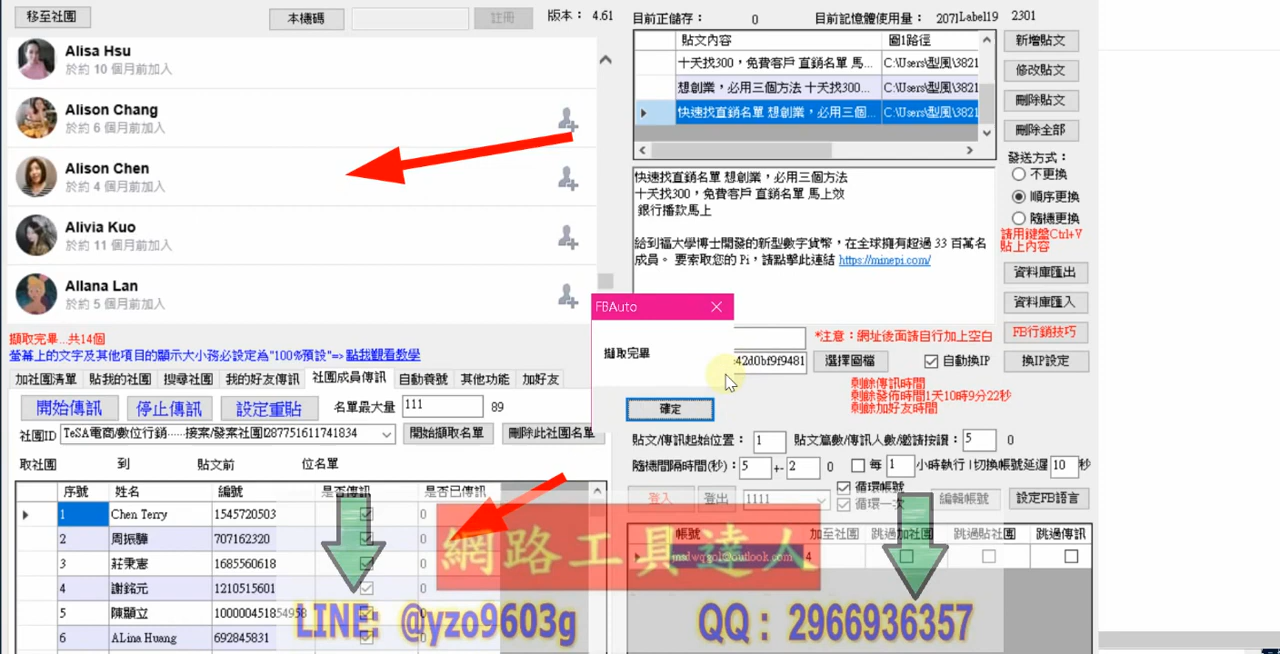 移至社團
本機碼
註冊
版本： 4.61
目前正儲存： 0
目前記憶體使用量： 207
Label19
2301
Alisa Hsu
於約 10 個月前加入
Alison Chang
於約 6 個月前加入
Alison Chen
於約 4 個月前加入
Alivia Kuo
於約 11 個月前加入
Allana Lan
於約 5 個月前加入
貼文內容 圖1路徑
十天找300，免費客戶 直銷名單 馬... C:\Users\型風\3821
想創業，必用三個方法 十天找300... C:\Users\型風\3821
快速找直銷名單 想創業，必用三個... C:\Users\型風\3821
新增貼文
修改貼文
刪除貼文
刪除全部
發送方式：
不更換
順序更換
隨機更換
請用鍵盤Ctrl+V
貼上內容
資料庫匯出
資料庫匯入
FB行銷技巧
換IP設定
快速找直銷名單 想創業，必用三個方法
十天找300，免費客戶 直銷名單 馬上效
銀行播款馬上
給到福大學博士開發的新型數字貨幣，在全球擁有超過 33 百萬名
成員。 要索取您的 Pi，請點擊此連結 https://minepi.com/
FBAuto
擷取完畢
確定
*注意：網址後面請自行加上空白
42d0bf9f9481
選擇圖檔
自動換IP
剩餘傳訊時間
剩餘發佈時間1天10時9分22秒
剩餘加好友時間
擷取完畢...共14個
螢幕上的文字及其他項目的顯示大小務必設定為"100%預設"=>點我觀看教學
加社團清單 貼我的社團 搜尋社團 我的好友傳訊 社團成員傳訊 自動養號 其他功能 加好友
開始傳訊 停止傳訊 設定重貼 名單最大量 111 89
社團ID TeSA電商/數位行銷......接案/發案社團|287751611741834 開始擷取名單 刪除此社團名單
取社團 到 貼文前 位名單
序號 姓名 編號 是否傳訊 是否已傳訊
1 Chen Terry 1545720503 0
2 周振驊 707162320 0
3 莊秉憲 1685560618 0
4 謝銘元 1210515601 0
5 陳顯立 100000451854958 0
6 ALina Huang 692845831 0
貼文/傳訊起始位置： 1 貼文篇數/傳訊人數/邀請按讚： 5 0
隨機間隔時間(秒)： 5 +- 2 0 每 1 小時執行 | 切換帳號延遲 10 秒
循環帳號
循環一次
登入 登出 1111 編輯帳號 設定FB語言
帳號 加至社團 跳過加社團 跳過貼社團 跳過傳訊
4
網路工具達人
LINE: @yzo9603g
QQ：2966936357